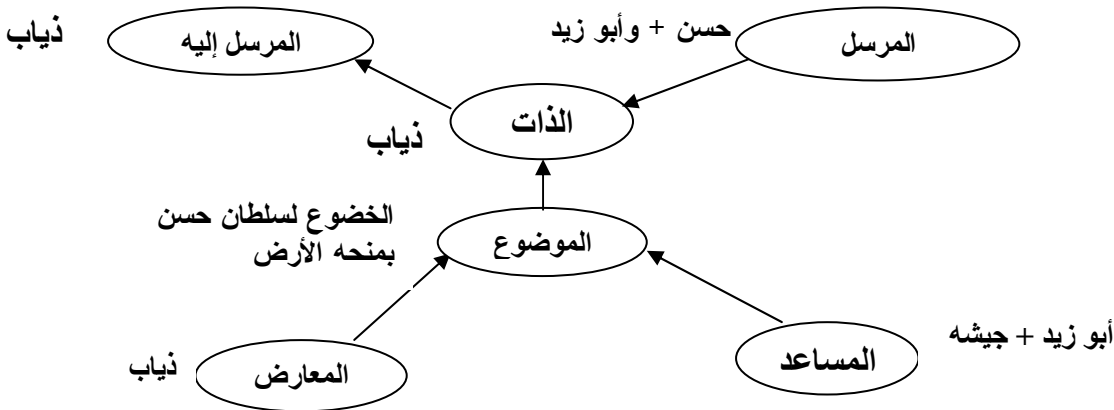 حسن + وأبو زيد
المرسل
المرسل إليه
ذياب
الذات
ذياب
الموضوع
الخضوع لسلطان حسن
بمنحه الأرض
أبو زيد + جيشه
المساعد
المعارض
ذياب